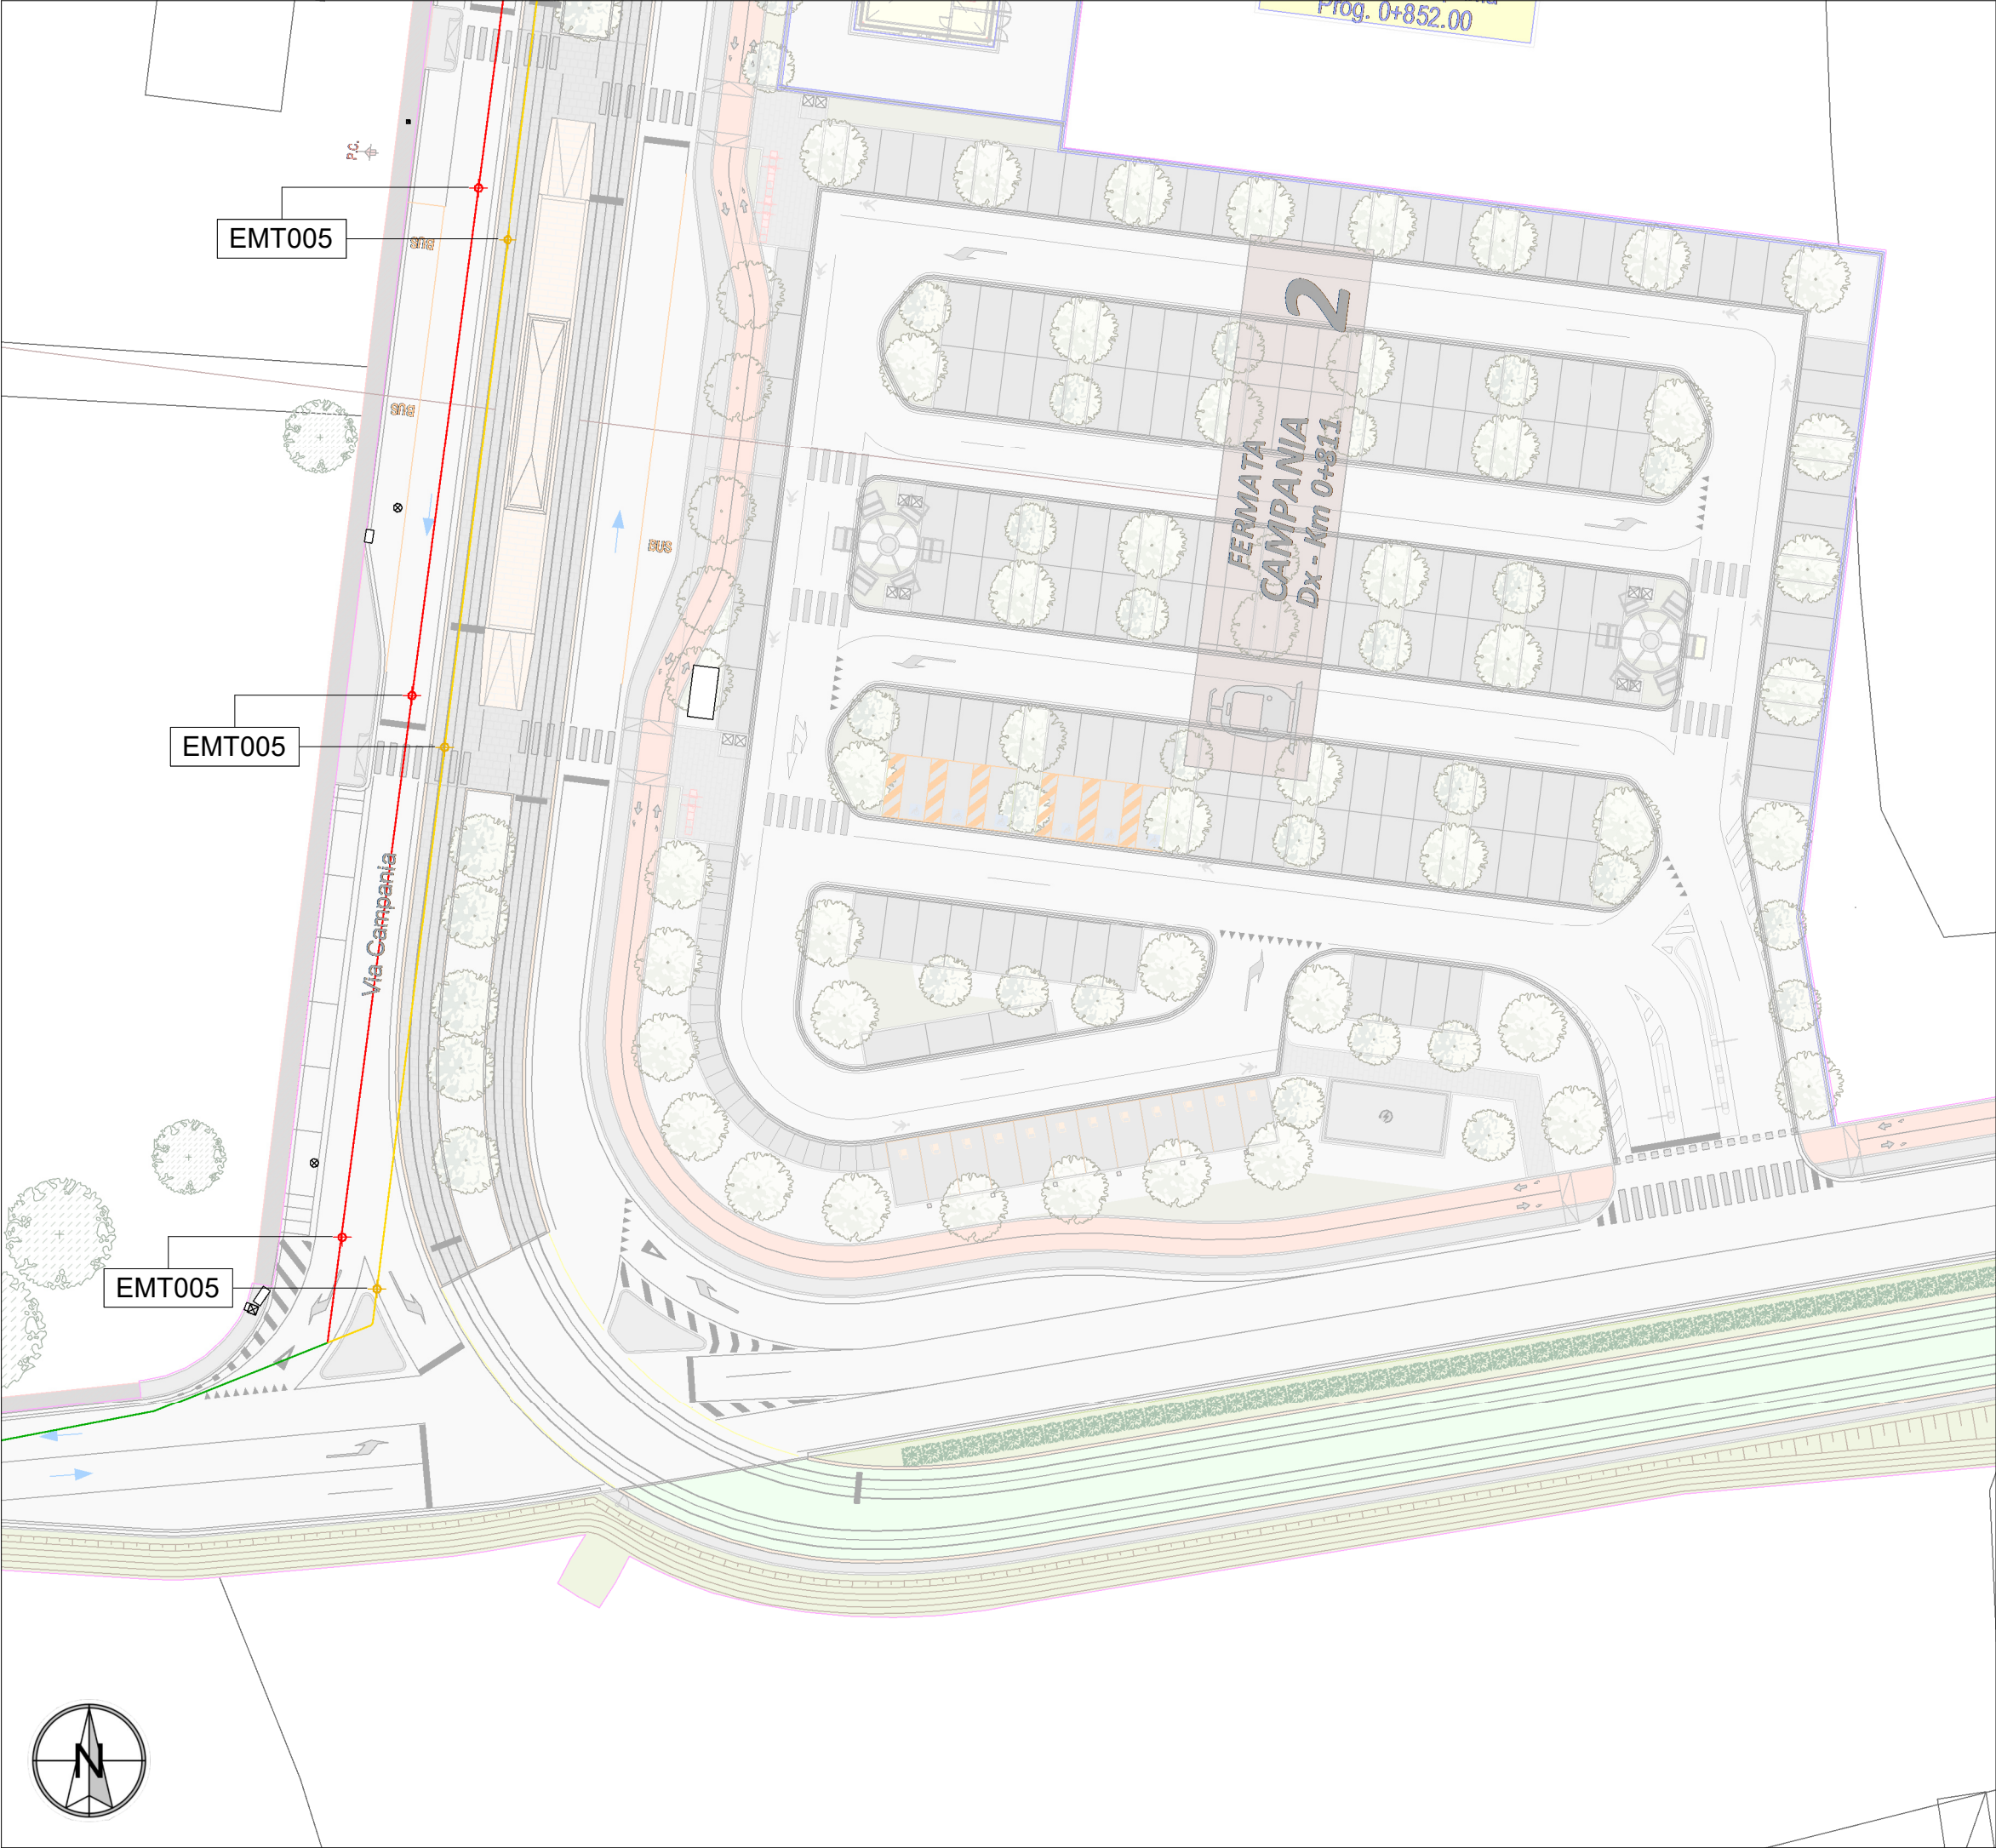 Prog. 0+852.00
P.C.
EMT005
BUS
2
BUS
FERMATA
CAMPANIA
Dx - Km 0+811
BUS
EMT005
Via Campania
EMT005
N